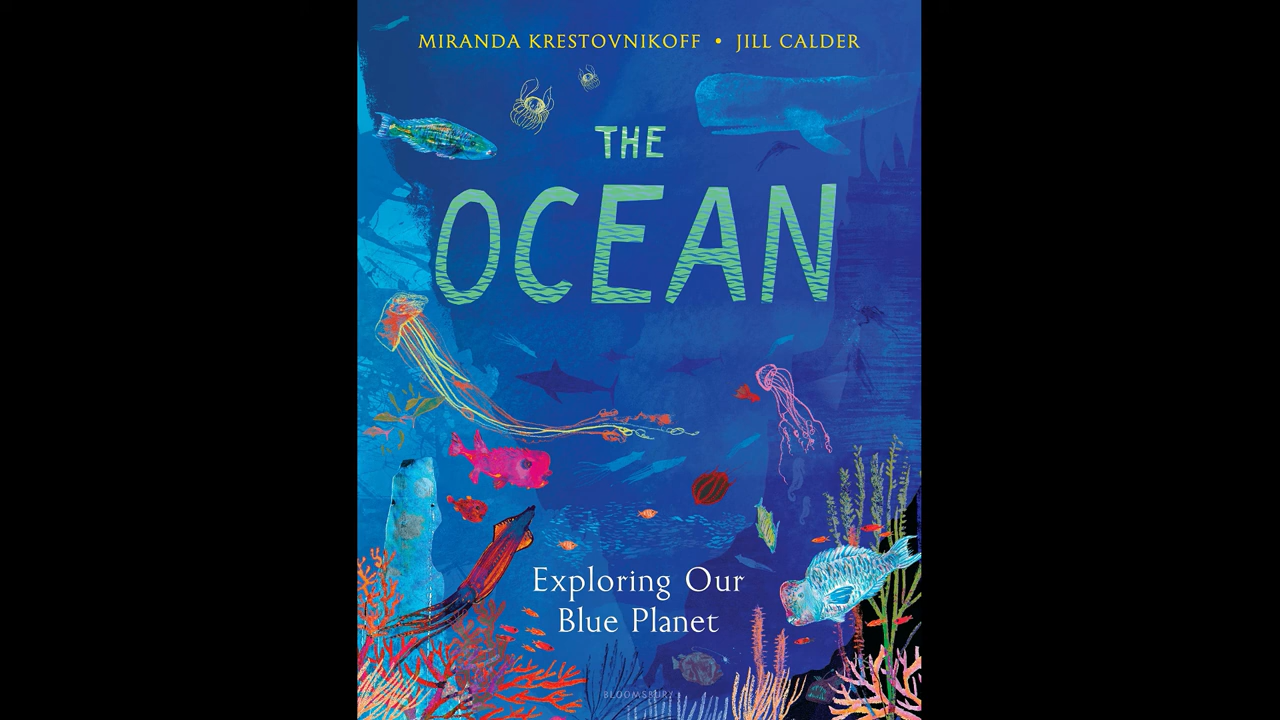 MIRANDA KRESTOVNIKOFF • JILL CALDER
THE
OCEAN
Exploring Our
Blue Planet
BLOOMSBURY